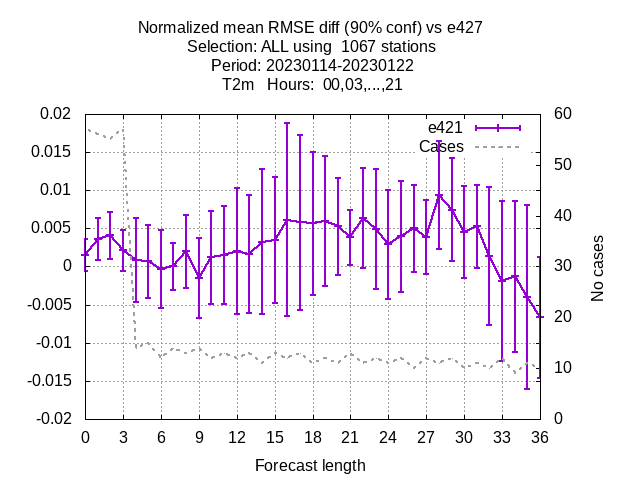 Normalized mean RMSE diff (90% conf) vs e427
Selection: ALL using  1067 stations
Period: 20230114-20230122
T2m   Hours:  00,03,...,21
0.02
0.015
0.01
0.005
0
-0.005
-0.01
-0.015
-0.02
e421
Cases
60
50
40
30
20
10
0
No cases
0 3 6 9 12 15 18 21 24 27 30 33 36
Forecast length